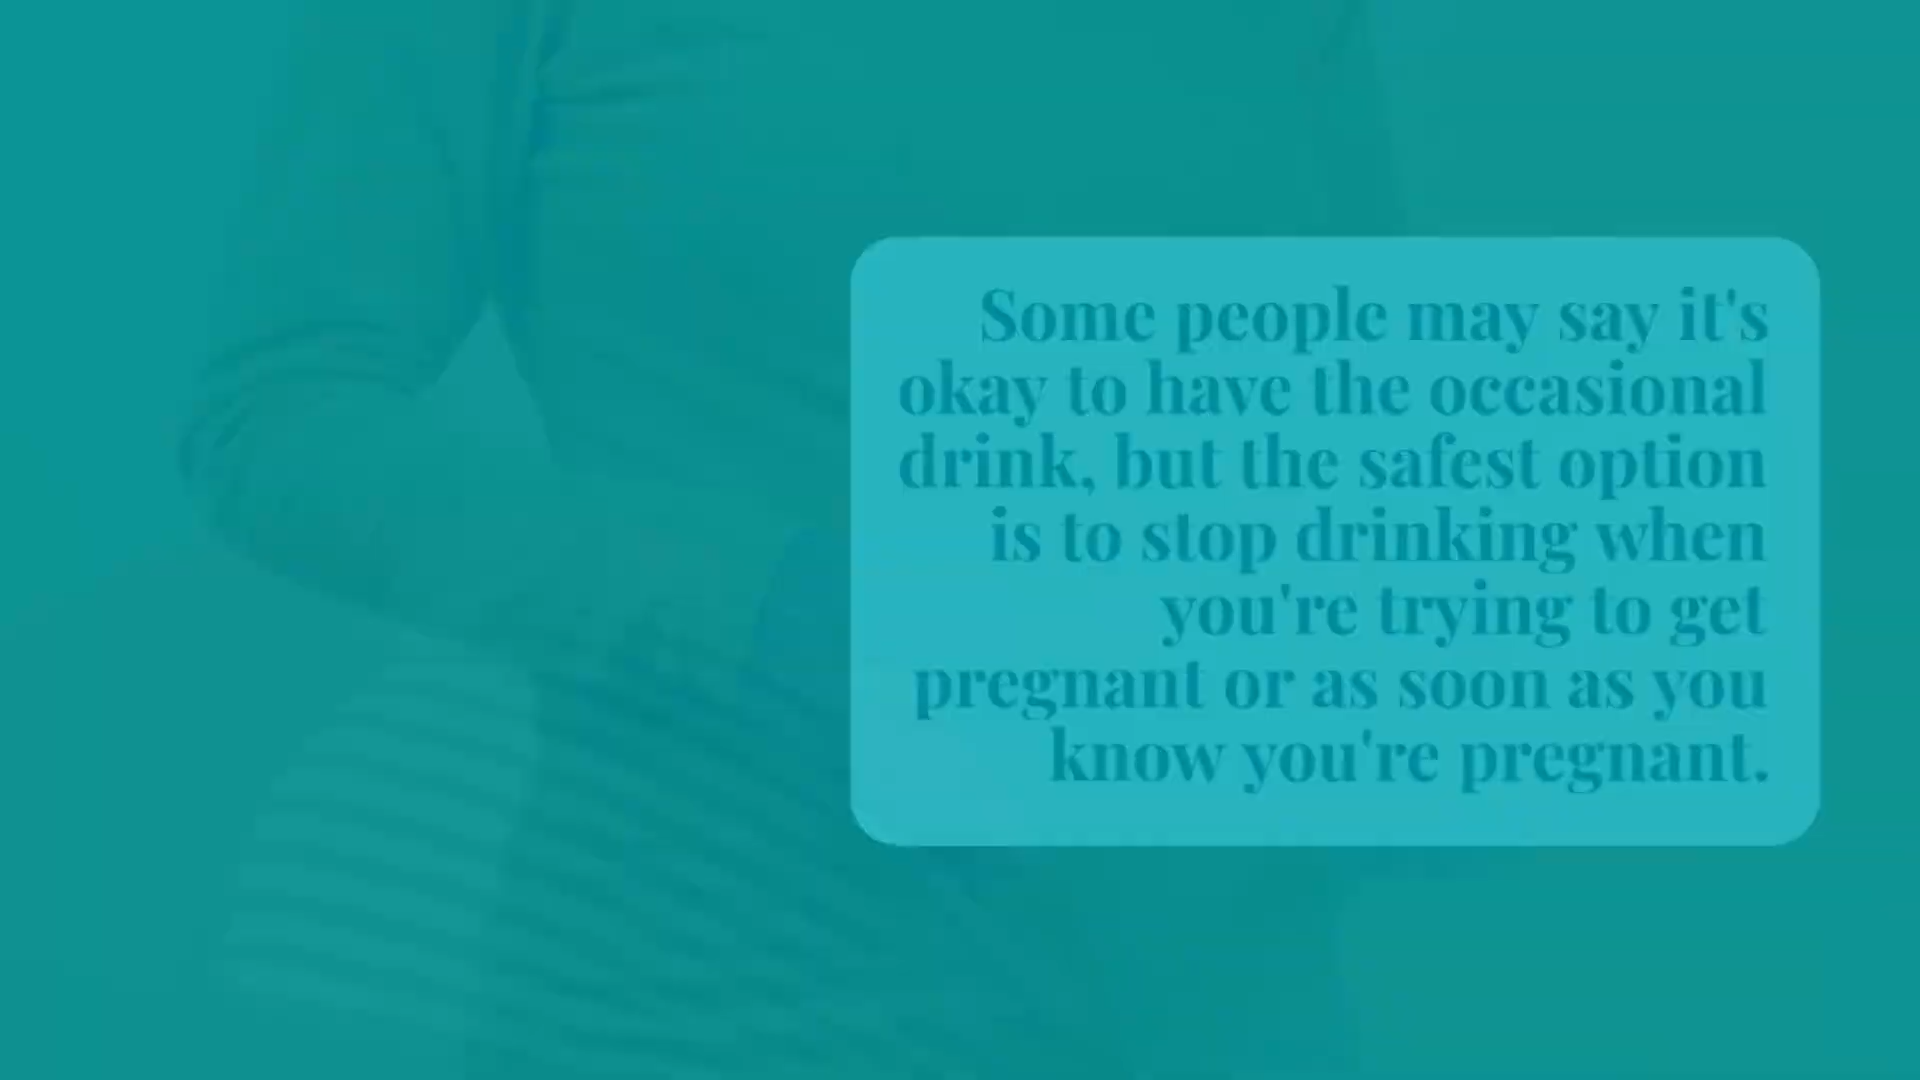 Some people may say it's
okay to have the occasional
drink, but the safest option
is to stop drinking when
you're trying to get
pregnant or as soon as you
know you're pregnant.